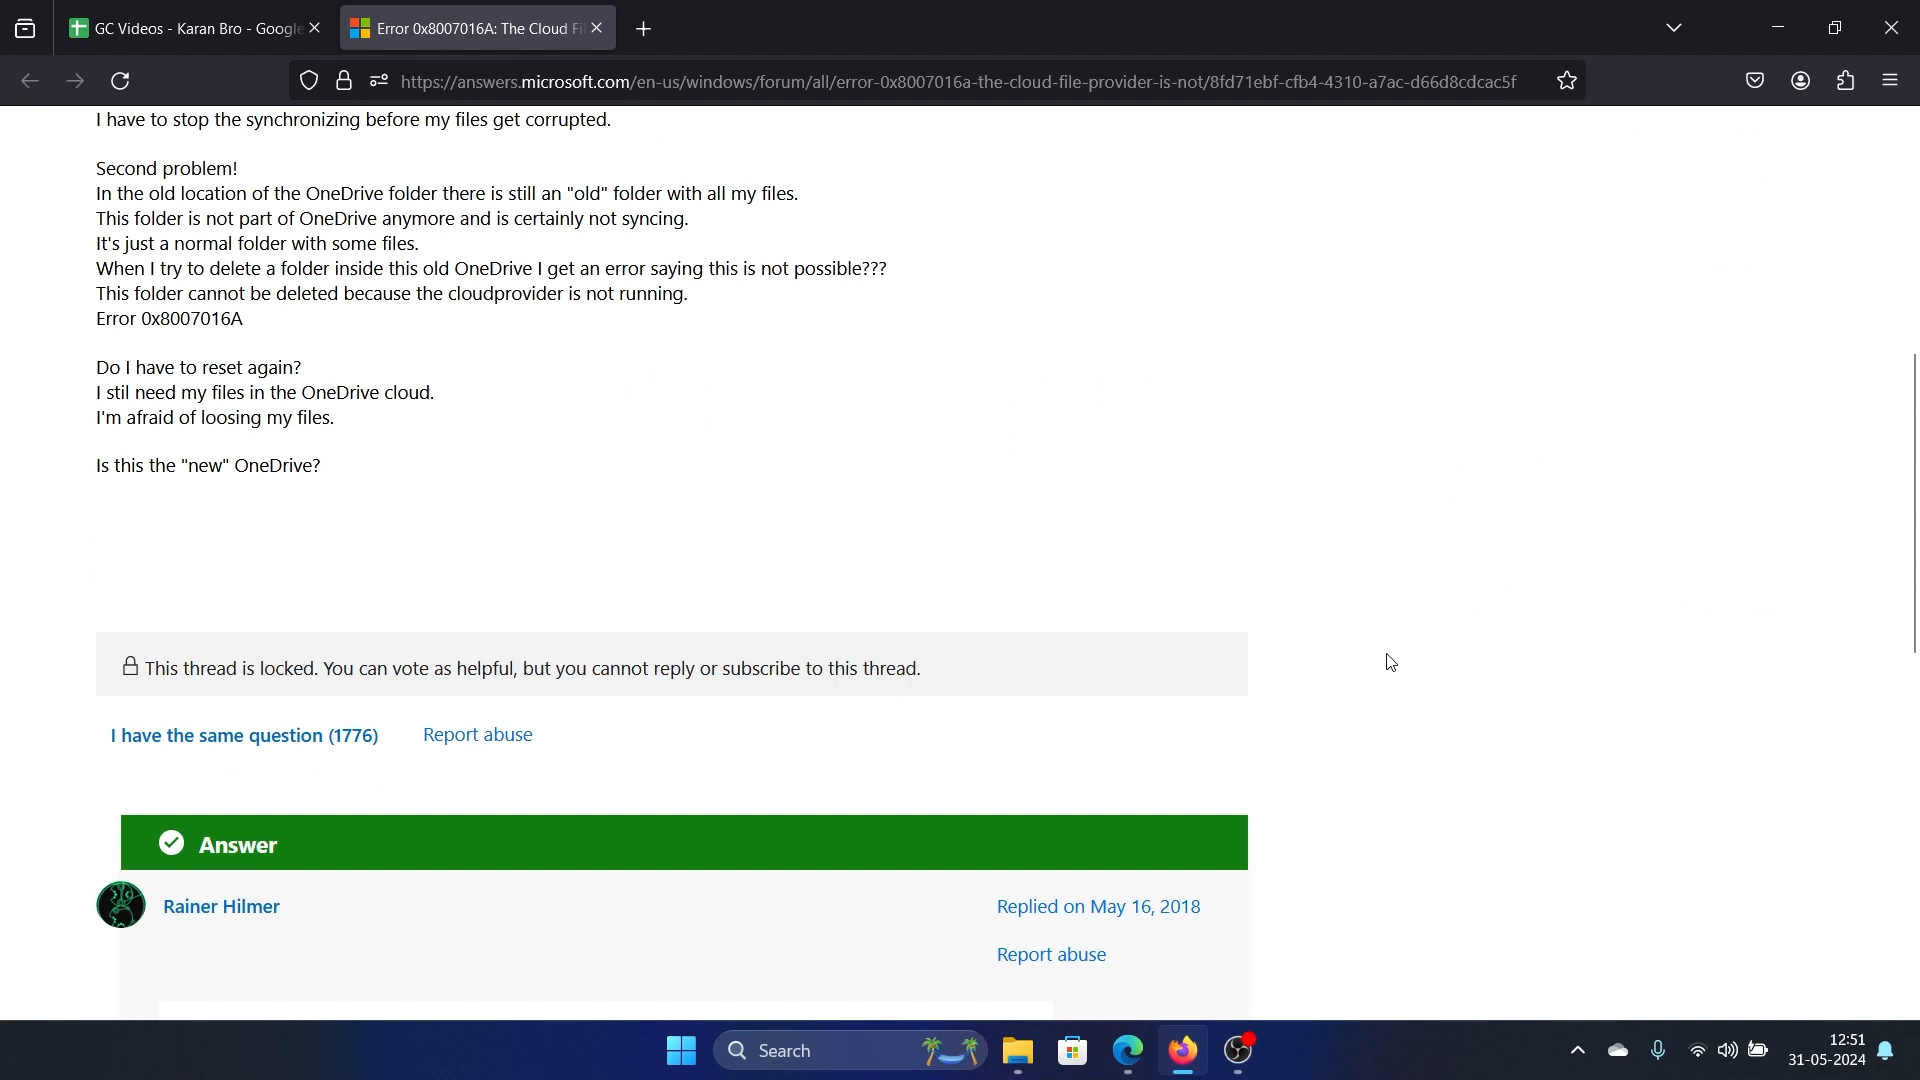 GC Videos - Karan Bro - Google
Error 0x8007016A: The Cloud Fi
https://answers.microsoft.com/en-us/windows/forum/all/error-0x8007016a-the-cloud-file-provider-is-not/8fd71ebf-cfb4-4310-a7ac-d66d8cdcac5f
I have to stop the synchronizing before my files get corrupted.
Second problem!
In the old location of the OneDrive folder there is still an "old" folder with all my files.
This folder is not part of OneDrive anymore and is certainly not syncing.
It's just a normal folder with some files.
When I try to delete a folder inside this old OneDrive I get an error saying this is not possible???
This folder cannot be deleted because the cloudprovider is not running.
Error 0x8007016A
Do I have to reset again?
I stil need my files in the OneDrive cloud.
I'm afraid of loosing my files.
Is this the "new" OneDrive?
This thread is locked. You can vote as helpful, but you cannot reply or subscribe to this thread.
I have the same question (1776) Report abuse
Answer
Rainer Hilmer
Replied on May 16, 2018
Report abuse
Search
12:51
31-05-2024